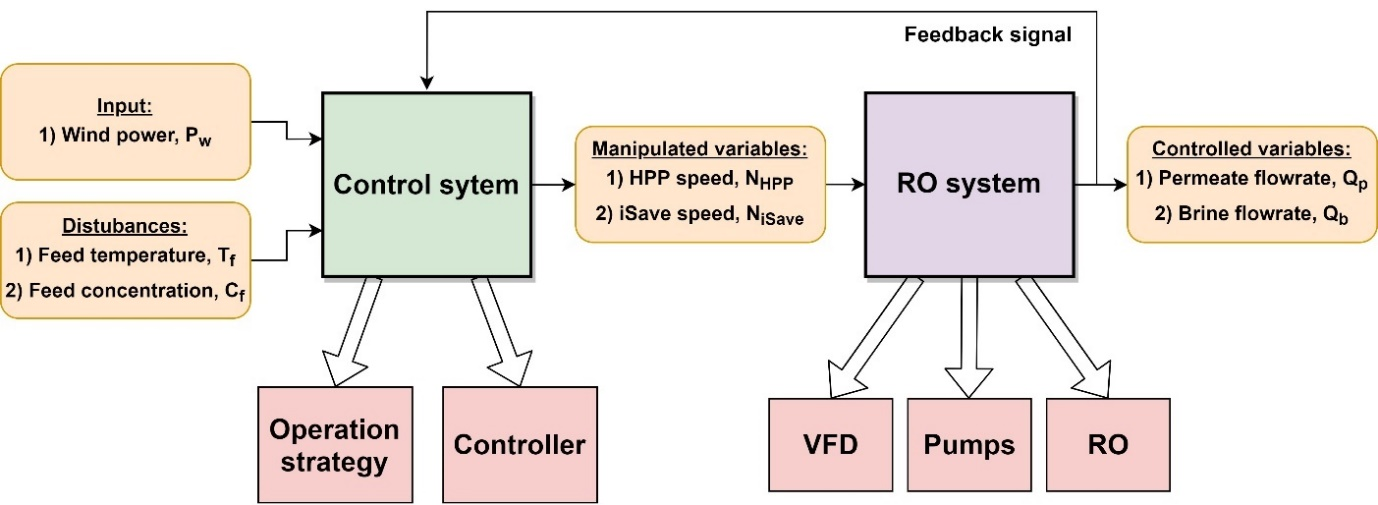 Feedback signal
Input:
1) Wind power, Pw
Distubances:
1) Feed temperature, Tf
2) Feed concentration, Cf
Control sytem
Manipulated variables:
1) HPP speed, NHPP
2) iSave speed, NiSave
RO system
Controlled variables:
1) Permeate flowrate, Qp
2) Brine flowrate, Qb
Operation
strategy
Controller
VFD
Pumps
RO